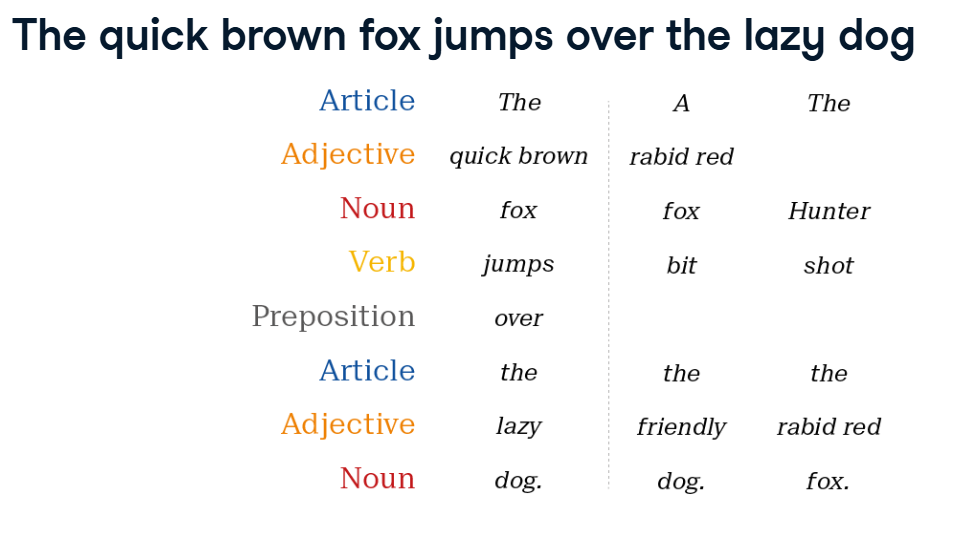 The quick brown fox jumps over the lazy dog
Article The A The
Adjective quick brown rabid red
Noun fox fox Hunter
Verb jumps bit shot
Preposition over
Article the the the
Adjective lazy friendly rabid red
Noun dog. dog. fox.